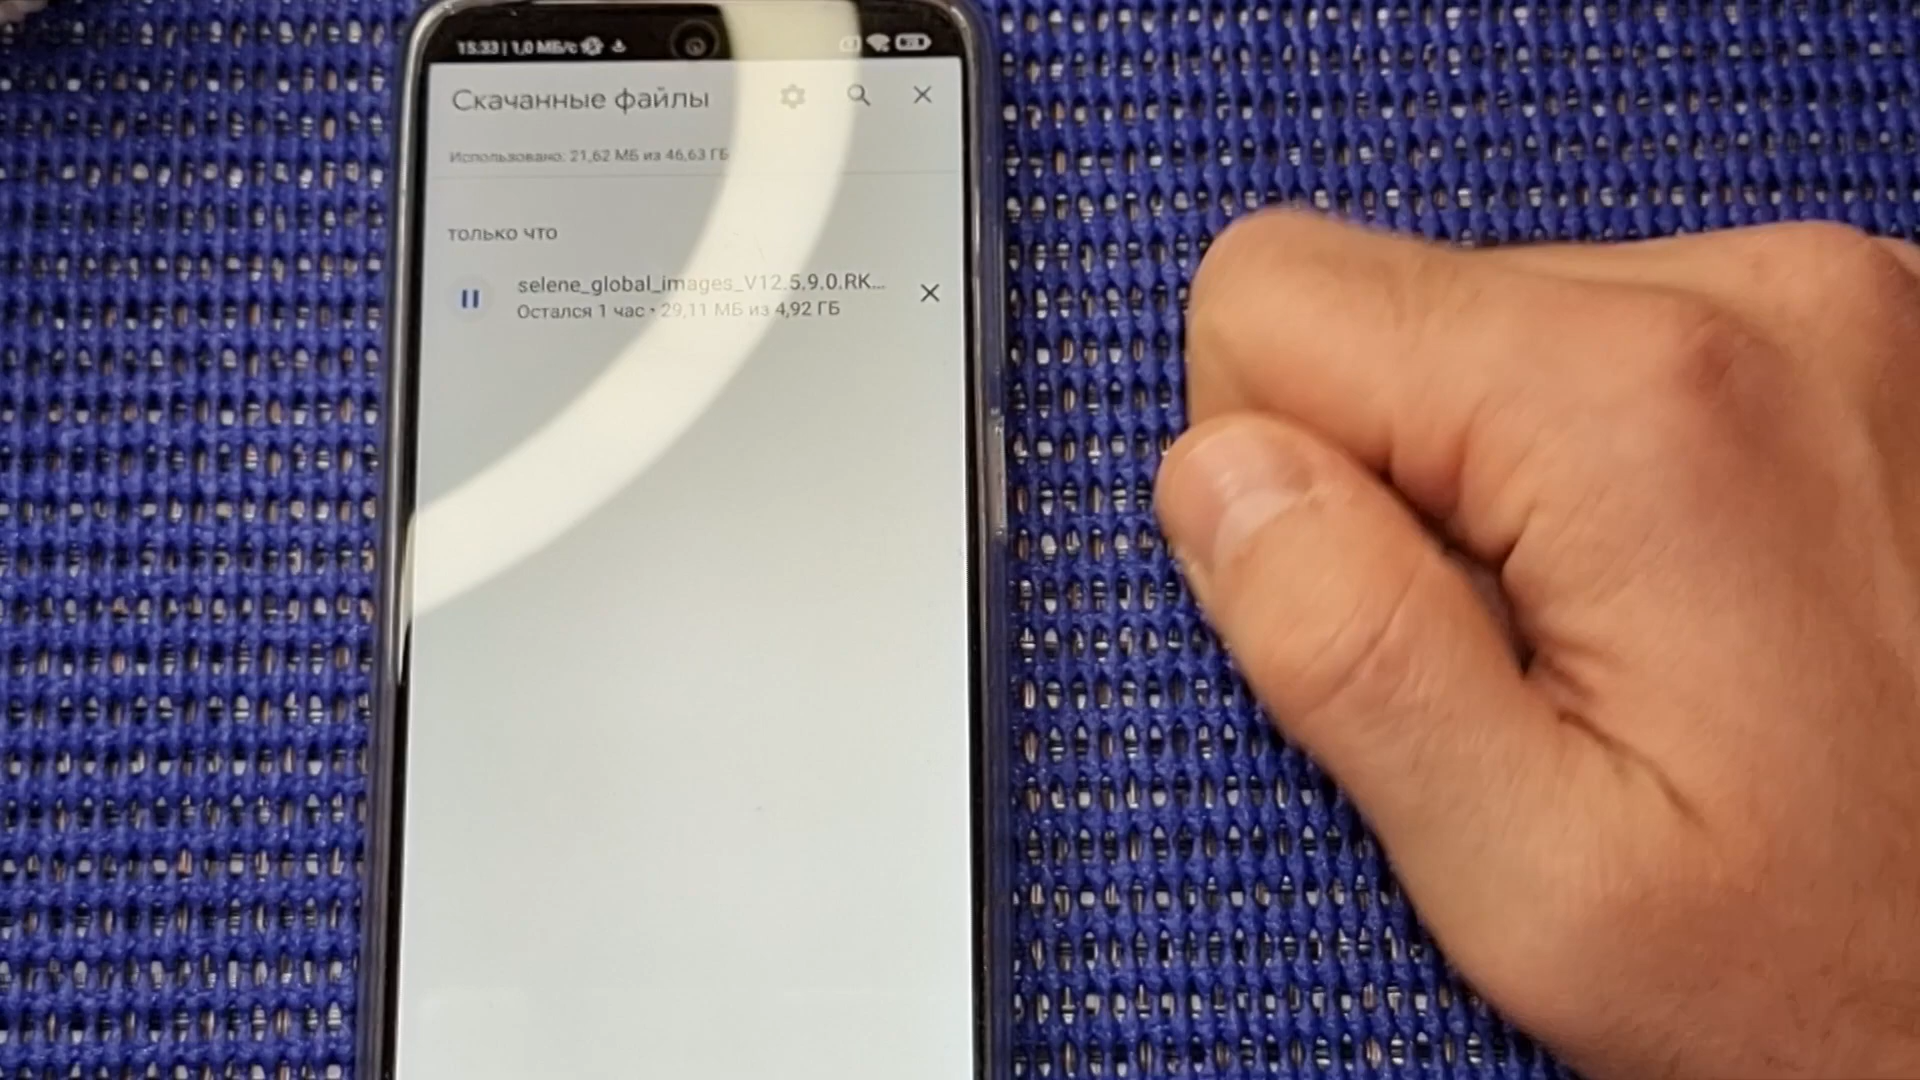 15:33 | 1,0 МБ/с
Скачанные файлы
Использовано: 21,62 МБ из 46,63 ГБ
только что
selene_global_images_V12.5.9.0.RK...
Остался 1 час • 29,11 МБ из 4,92 ГБ